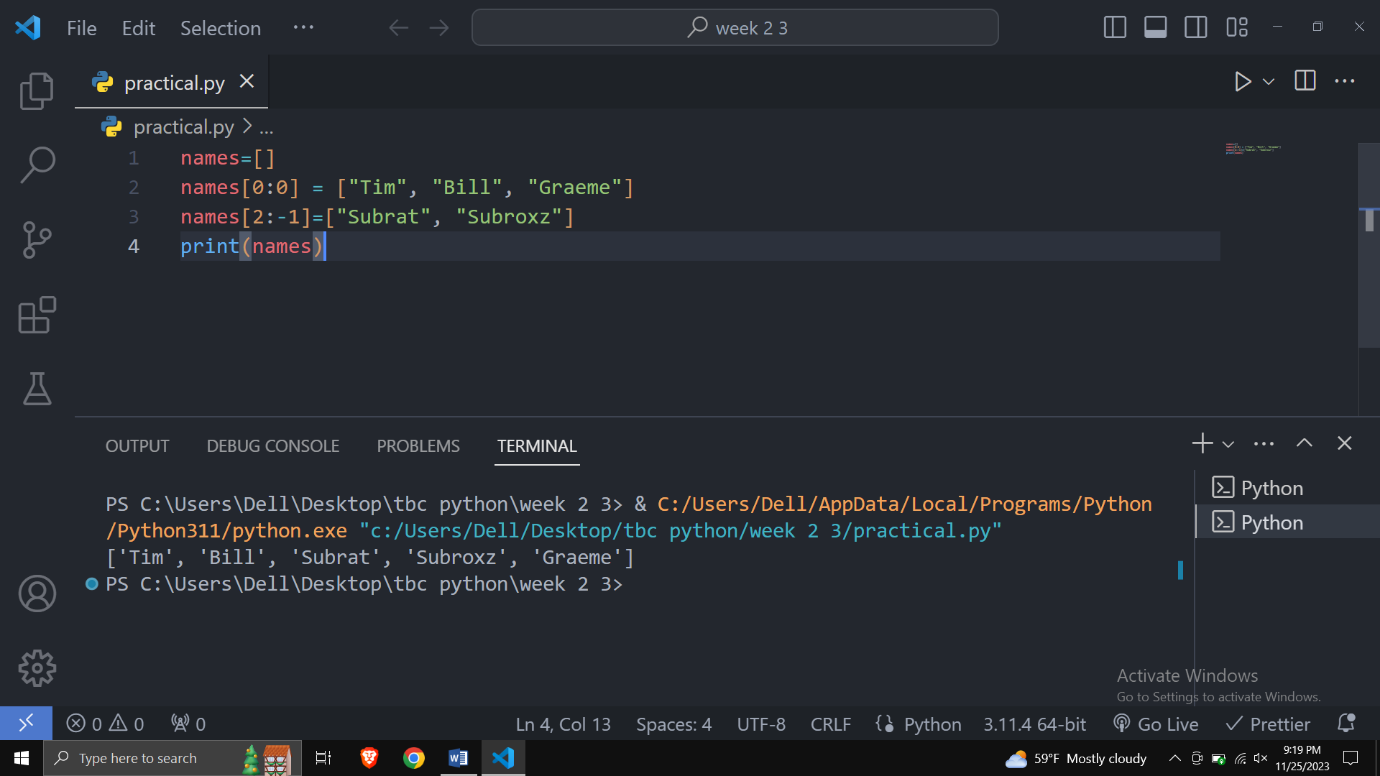 File Edit Selection ··· week 2 3
practical.py
practical.py > ...
1 names=[]
2 names[0:0] = ["Tim", "Bill", "Graeme"]
3 names[2:-1]=["Subrat", "Subroxz"]
4 print(names)
OUTPUT DEBUG CONSOLE PROBLEMS TERMINAL
PS C:\Users\Dell\Desktop\tbc python\week 2 3> & C:/Users/Dell/AppData/Local/Programs/Python
/Python311/python.exe "c:/Users/Dell/Desktop/tbc python/week 2 3/practical.py"
['Tim', 'Bill', 'Subrat', 'Subroxz', 'Graeme']
PS C:\Users\Dell\Desktop\tbc python\week 2 3>
Python
Python
Activate Windows
Go to Settings to activate Windows.
0 0 0 Ln 4, Col 13 Spaces: 4 UTF-8 CRLF Python 3.11.4 64-bit Go Live Prettier
Type here to search 59°F Mostly cloudy 9:19 PM
11/25/2023